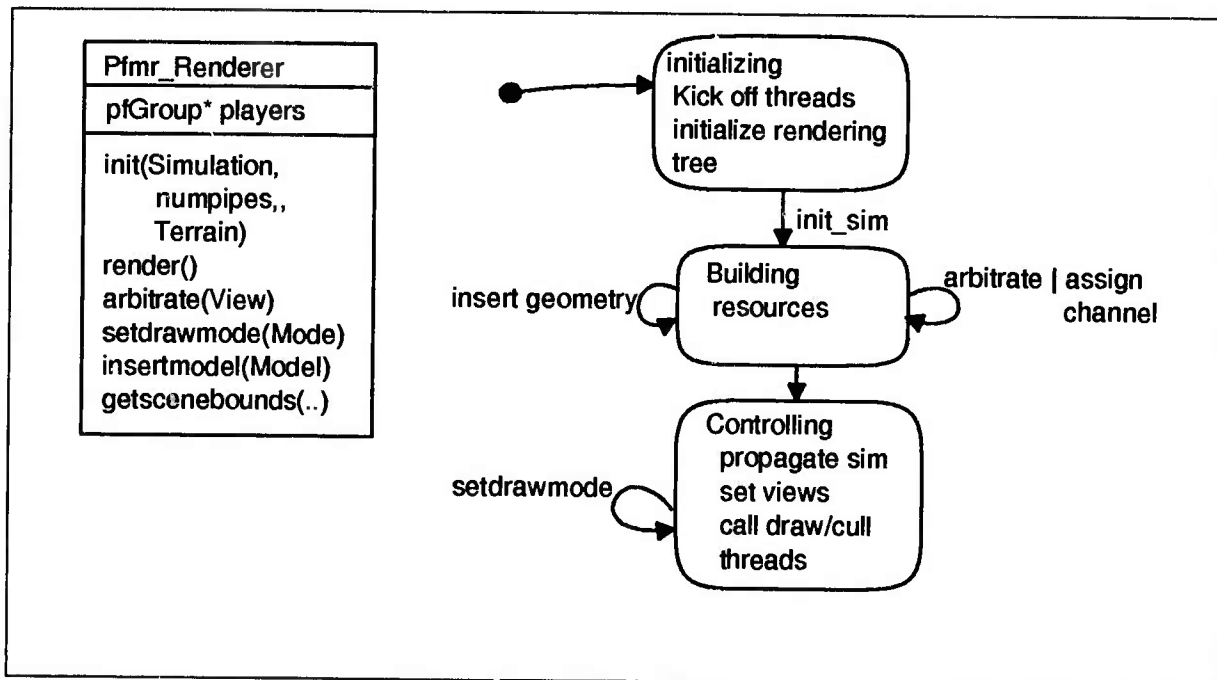 Pfmr_Renderer
pfGroup* players
init(Simulation,
numpipes,,
Terrain)
render()
arbitrate(View)
setdrawmode(Mode)
insertmodel(Model)
getscenebounds(..)
initializing
Kick off threads
initialize rendering
tree
init_sim
Building
resources
insert geometry
arbitrate | assign
channel
Controlling
propagate sim
set views
call draw/cull
threads
setdrawmode